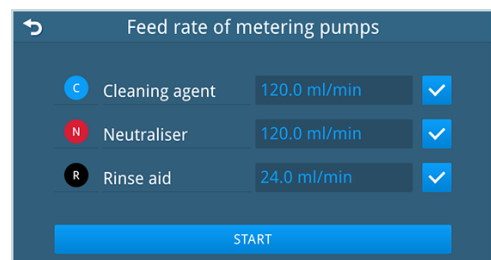 Feed rate of metering pumps
C Cleaning agent 120.0 ml/min
N Neutraliser 120.0 ml/min
R Rinse aid 24.0 ml/min
START